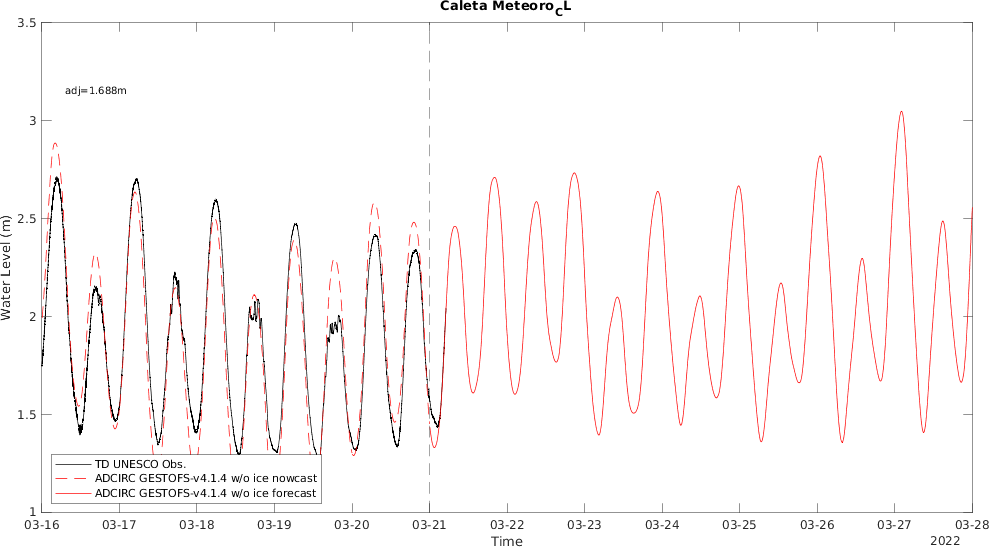 Caleta Meteoro_CL
3.5
adj=1.688m
3
2.5
Water Level (m)
2
1.5
TD UNESCO Obs.
ADCIRC GESTOFS-v4.1.4 w/o ice nowcast
ADCIRC GESTOFS-v4.1.4 w/o ice forecast
1
03-16 03-17 03-18 03-19 03-20 03-21 03-22 03-23 03-24 03-25 03-26 03-27 03-28
Time
2022